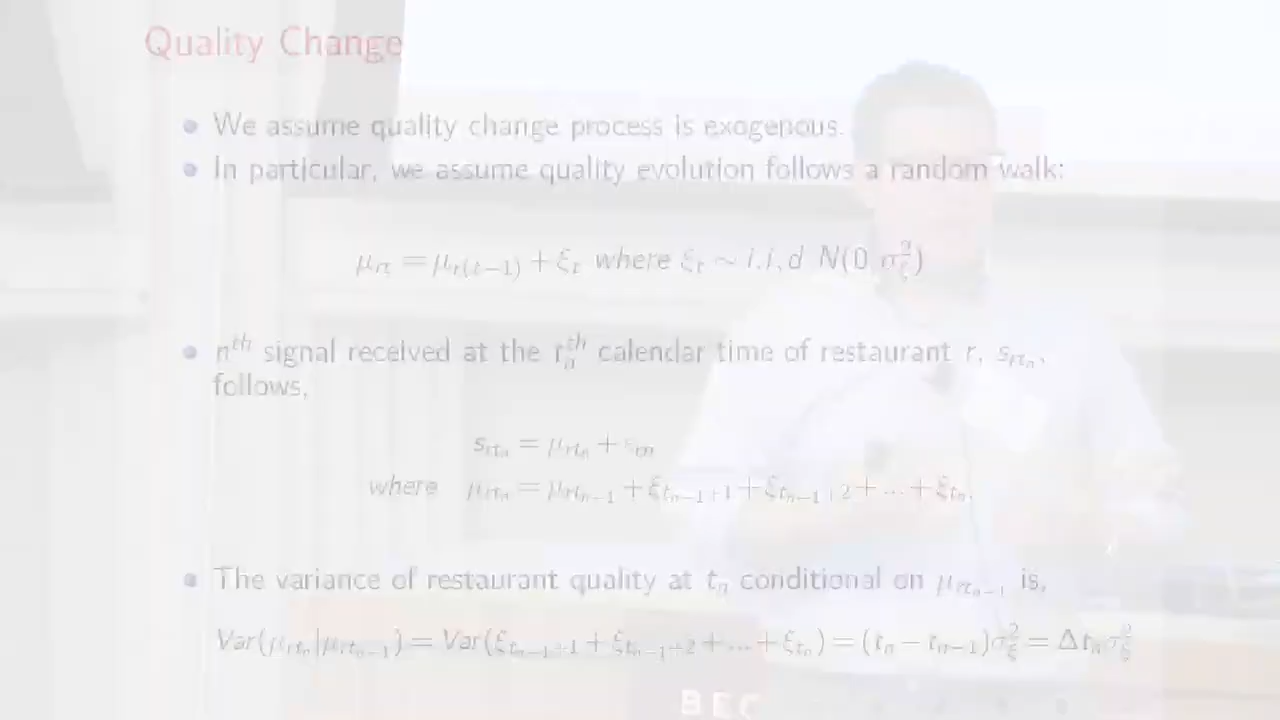 Quality Change
• We assume quality change process is exogenous.
• In particular, we assume quality evolution follows a random walk:
μ_{rt} = μ_{r(t−1)} + ξ_t where ξ_t ∼ i.i.d N(0, σ_ξ^2)
• n^{th} signal received at the t_n^{th} calendar time of restaurant r, s_{rt_n},
follows,
s_{rt_n} = μ_{rt_n} + ε_{rn}
where μ_{rt_n} = μ_{rt_{n−1}} + ξ_{t_{n−1}+1} + ξ_{t_{n−1}+2} + ... + ξ_{t_n}.
• The variance of restaurant quality at t_n conditional on μ_{rt_{n−1}} is,
Var(μ_{rt_n}|μ_{rt_{n−1}}) = Var(ξ_{t_{n−1}+1} + ξ_{t_{n−1}+2} + ... + ξ_{t_n}) = (t_n − t_{n−1})σ_ξ^2 = Δt_nσ_ξ^2
BEC